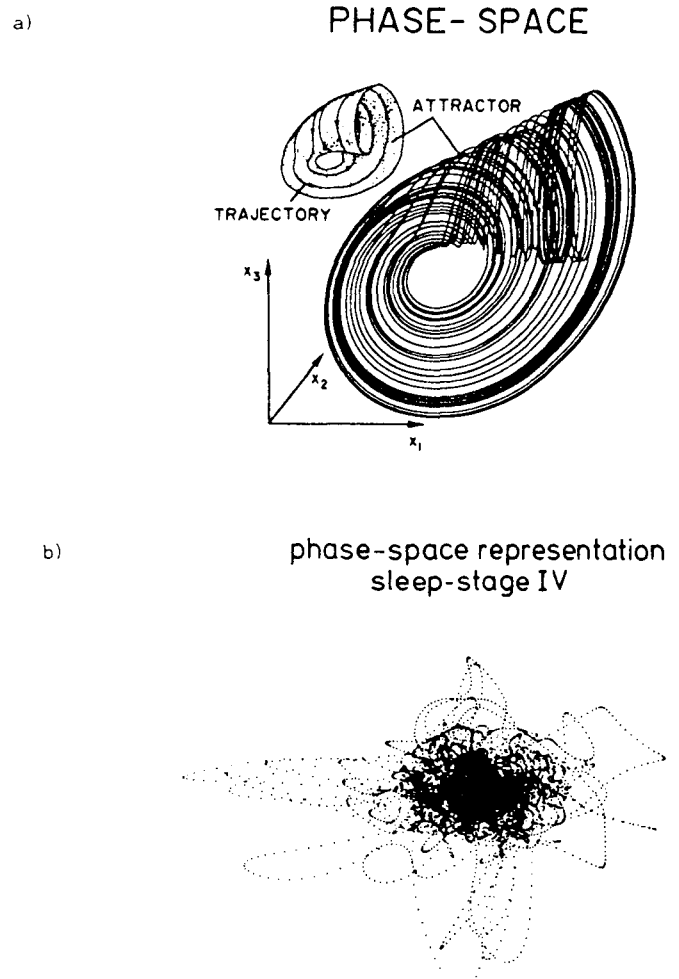 a)
PHASE- SPACE
ATTRACTOR
TRAJECTORY
x3
x2
x1
b)
phase-space representation
sleep-stage IV